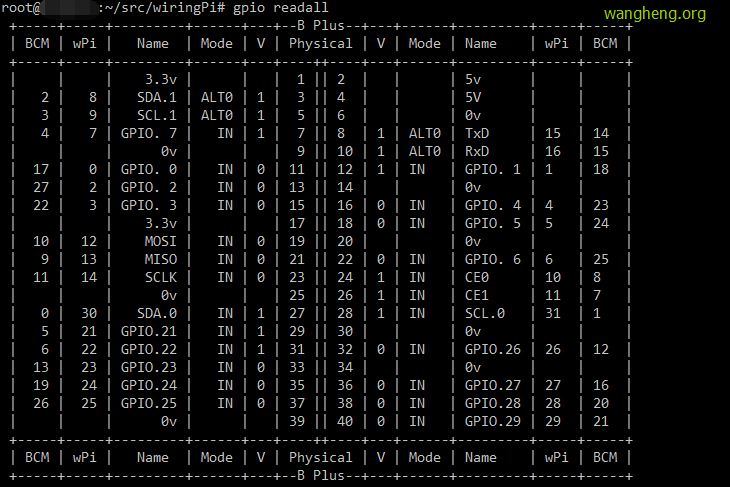 root@ :~/src/wiringPi# gpio readall
wangheng.org
+-----+-----+---------+------+---+--B Plus--+---+------+---------+-----+-----+
| BCM | wPi |   Name  | Mode | V | Physical | V | Mode | Name    | wPi | BCM |
+-----+-----+---------+------+---+----++----+---+------+---------+-----+-----+
|     |     |    3.3v |      |   |  1 || 2  |   |      | 5v      |     |     |
|   2 |   8 |   SDA.1 | ALT0 | 1 |  3 || 4  |   |      | 5V      |     |     |
|   3 |   9 |   SCL.1 | ALT0 | 1 |  5 || 6  |   |      | 0v      |     |     |
|   4 |   7 | GPIO. 7 |   IN | 1 |  7 || 8  | 1 | ALT0 | TxD     | 15  | 14  |
|     |     |      0v |      |   |  9 || 10 | 1 | ALT0 | RxD     | 16  | 15  |
|  17 |   0 | GPIO. 0 |   IN | 0 | 11 || 12 | 1 | IN   | GPIO. 1 | 1   | 18  |
|  27 |   2 | GPIO. 2 |   IN | 0 | 13 || 14 |   |      | 0v      |     |     |
|  22 |   3 | GPIO. 3 |   IN | 0 | 15 || 16 | 0 | IN   | GPIO. 4 | 4   | 23  |
|     |     |    3.3v |      |   | 17 || 18 | 0 | IN   | GPIO. 5 | 5   | 24  |
|  10 |  12 |    MOSI |   IN | 0 | 19 || 20 |   |      | 0v      |     |     |
|   9 |  13 |    MISO |   IN | 0 | 21 || 22 | 0 | IN   | GPIO. 6 | 6   | 25  |
|  11 |  14 |    SCLK |   IN | 0 | 23 || 24 | 1 | IN   | CE0     | 10  | 8   |
|     |     |      0v |      |   | 25 || 26 | 1 | IN   | CE1     | 11  | 7   |
|   0 |  30 |   SDA.0 |   IN | 1 | 27 || 28 | 1 | IN   | SCL.0   | 31  | 1   |
|   5 |  21 | GPIO.21 |   IN | 1 | 29 || 30 |   |      | 0v      |     |     |
|   6 |  22 | GPIO.22 |   IN | 1 | 31 || 32 | 0 | IN   | GPIO.26 | 26  | 12  |
|  13 |  23 | GPIO.23 |   IN | 0 | 33 || 34 |   |      | 0v      |     |     |
|  19 |  24 | GPIO.24 |   IN | 0 | 35 || 36 | 0 | IN   | GPIO.27 | 27  | 16  |
|  26 |  25 | GPIO.25 |   IN | 0 | 37 || 38 | 0 | IN   | GPIO.28 | 28  | 20  |
|     |     |      0v |      |   | 39 || 40 | 0 | IN   | GPIO.29 | 29  | 21  |
+-----+-----+---------+------+---+----++----+---+------+---------+-----+-----+
| BCM | wPi |   Name  | Mode | V | Physical | V | Mode | Name    | wPi | BCM |
+-----+-----+---------+------+---+--B Plus--+---+------+---------+-----+-----+